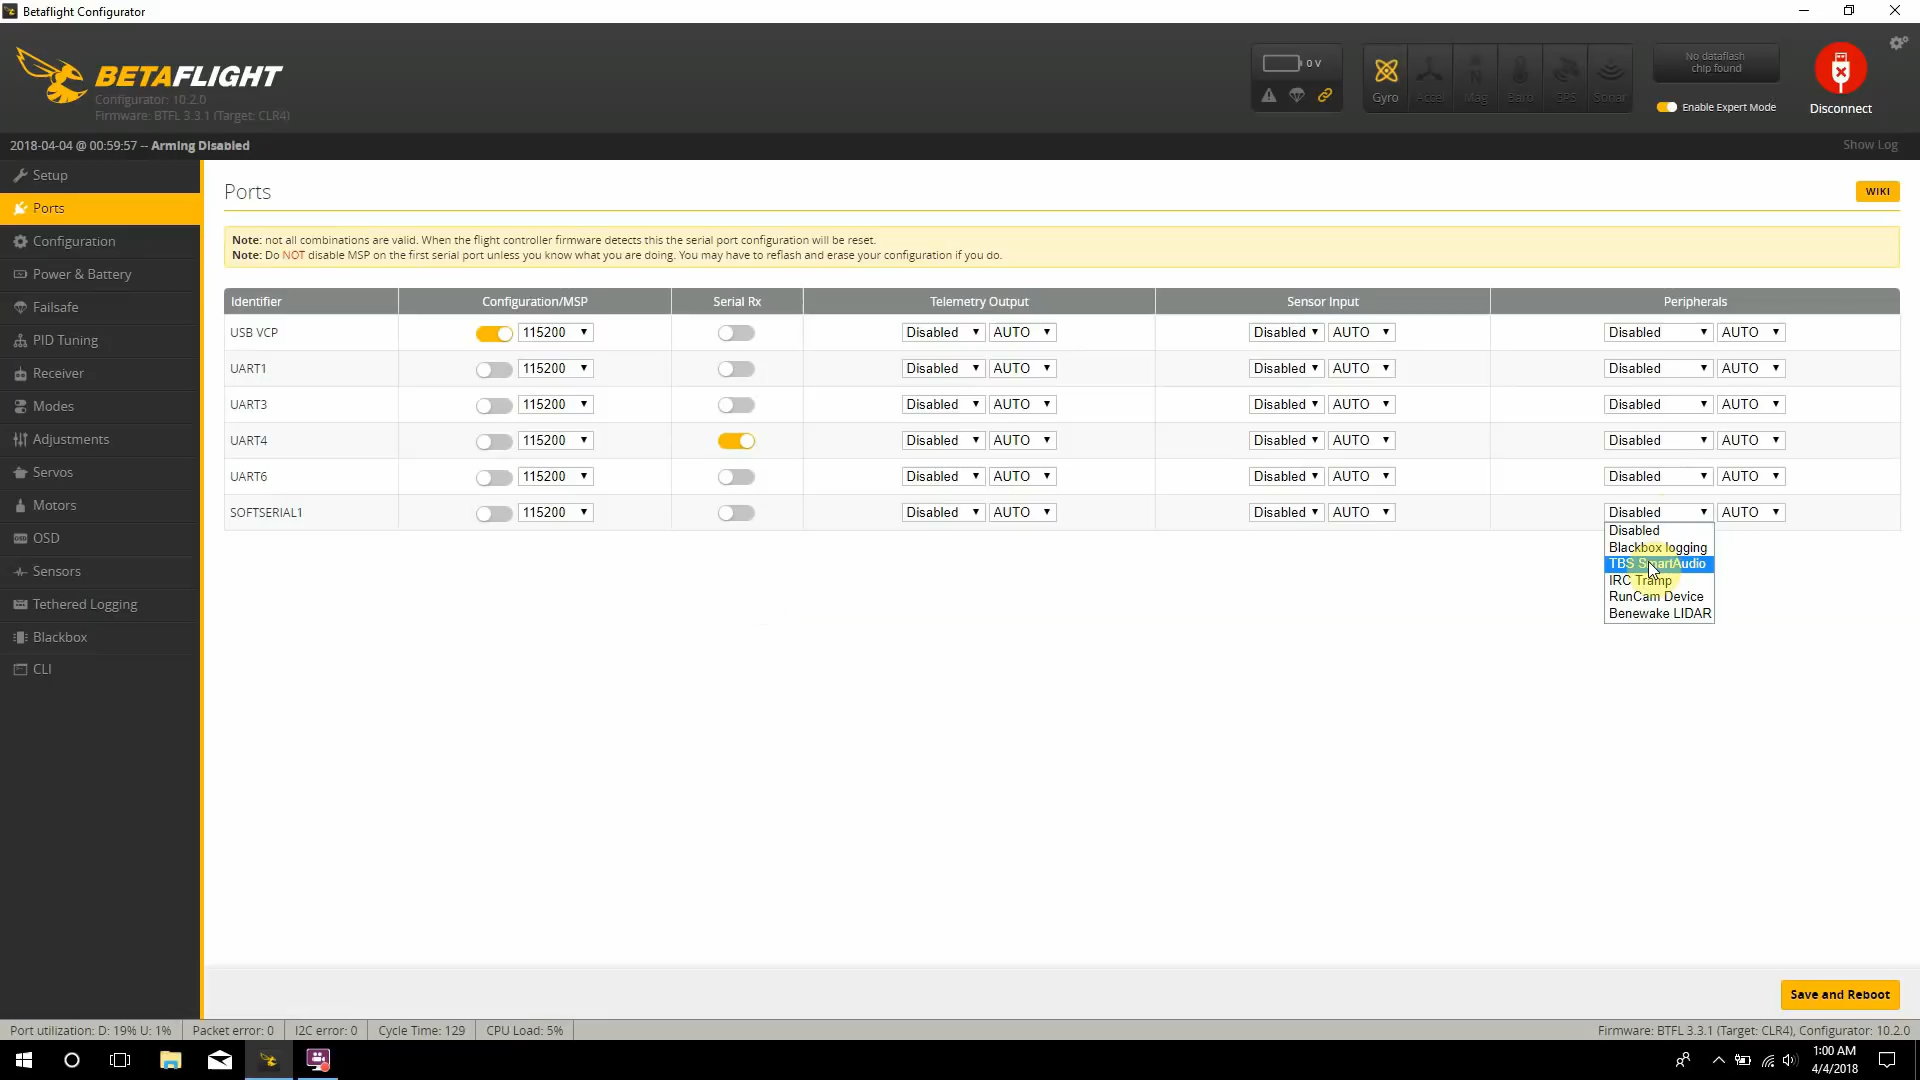 Betaflight Configurator
BETAFLIGHT
Configurator: 10.2.0
Firmware: BTFL 3.3.1 (Target: CLR4)
0 V
Gyro
Accel
Mag
Baro
GPS
Sonar
No dataflash
chip found
Enable Expert Mode
Disconnect
2018-04-04 @ 00:59:57 -- Arming Disabled
Show Log
Setup
Ports
Configuration
Power & Battery
Failsafe
PID Tuning
Receiver
Modes
Adjustments
Servos
Motors
OSD
Sensors
Tethered Logging
Blackbox
CLI
Ports
WIKI
Note: not all combinations are valid. When the flight controller firmware detects this the serial port configuration will be reset.
Note: Do NOT disable MSP on the first serial port unless you know what you are doing. You may have to reflash and erase your configuration if you do.
Identifier Configuration/MSP Serial Rx Telemetry Output Sensor Input Peripherals
USB VCP 115200 Disabled AUTO Disabled AUTO Disabled AUTO
UART1 115200 Disabled AUTO Disabled AUTO Disabled AUTO
UART3 115200 Disabled AUTO Disabled AUTO Disabled AUTO
UART4 115200 Disabled AUTO Disabled AUTO Disabled AUTO
UART6 115200 Disabled AUTO Disabled AUTO Disabled AUTO
SOFTSERIAL1 115200 Disabled AUTO Disabled AUTO Disabled AUTO
Disabled
Blackbox logging
TBS SmartAudio
IRC Tramp
RunCam Device
Benewake LIDAR
Save and Reboot
Port utilization: D: 19% U: 1% Packet error: 0 I2C error: 0 Cycle Time: 129 CPU Load: 5% Firmware: BTFL 3.3.1 (Target: CLR4), Configurator: 10.2.0
1:00 AM
4/4/2018